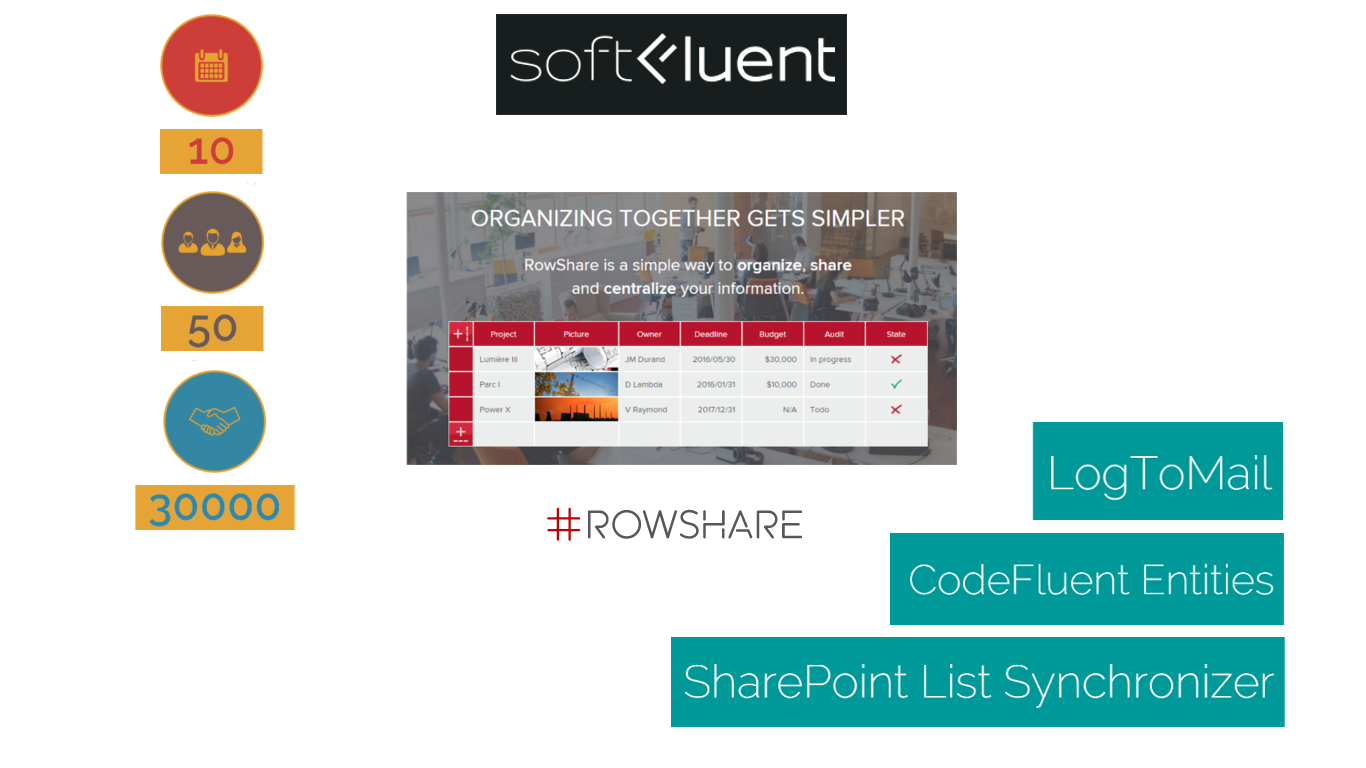 softfluent
10
50
30000
ORGANIZING TOGETHER GETS SIMPLER
RowShare is a simple way to organize, share
and centralize your information.
Project Picture Owner Deadline Budget Audit State
Lumière III JM Durand 2016/05/30 $30,000 In progress
Parc I D Lambda 2016/01/31 $10,000 Done
Power X V Raymond 2017/12/31 N/A Todo
#ROWSHARE
LogToMail
CodeFluent Entities
SharePoint List Synchronizer